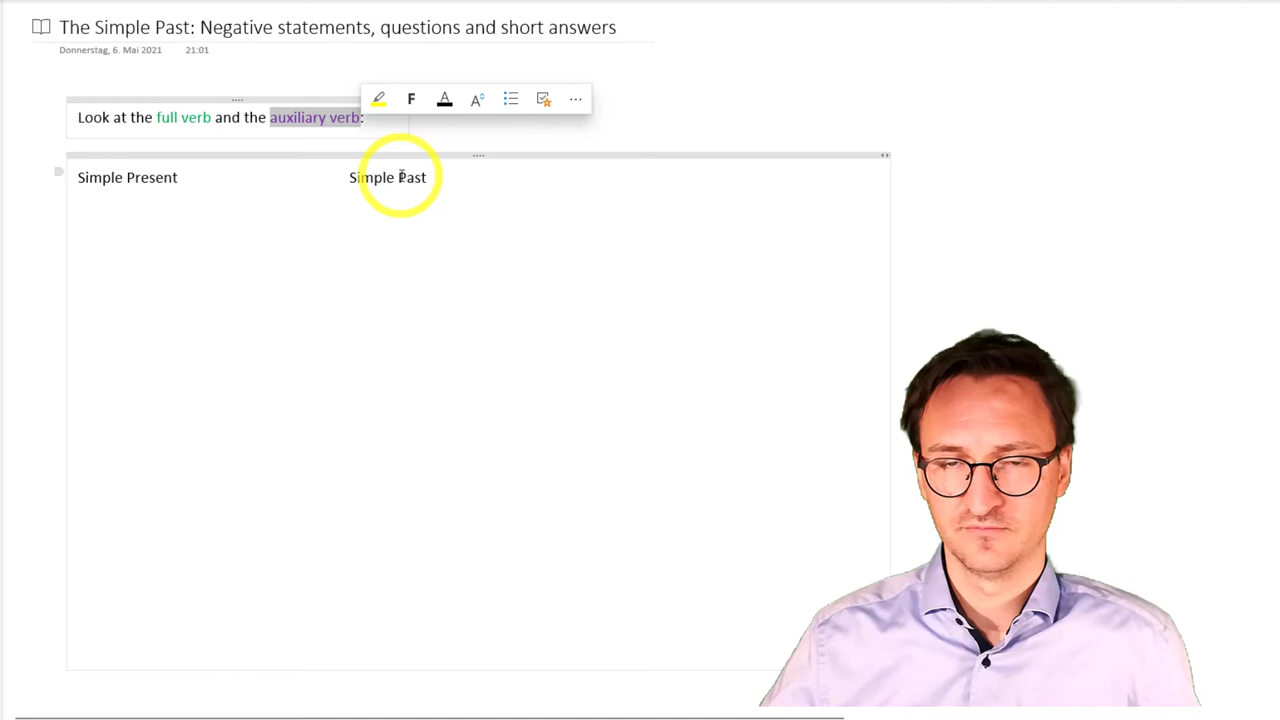 The Simple Past: Negative statements, questions and short answers
Donnerstag, 6. Mai 2021 21:01
F A A
Look at the full verb and the auxiliary verb:
Simple Present Simple Past